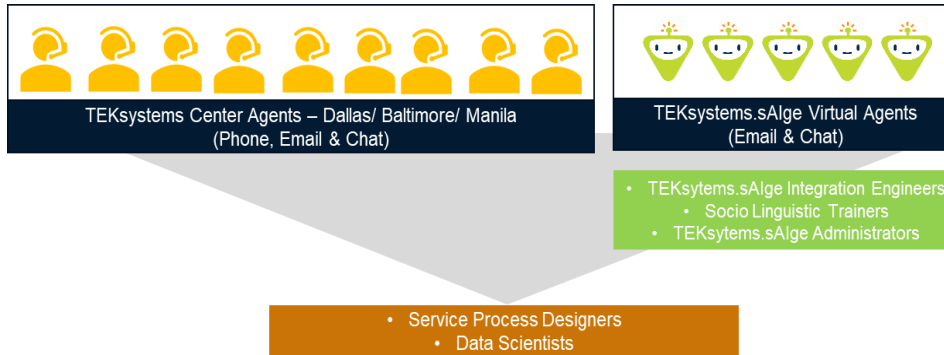 TEKsystems Center Agents – Dallas/ Baltimore/ Manila
(Phone, Email & Chat)
TEKsystems.sAIge Virtual Agents
(Email & Chat)
• TEKsytems.sAIge Integration Engineers
• Socio Linguistic Trainers
• TEKsytems.sAIge Administrators
• Service Process Designers
• Data Scientists